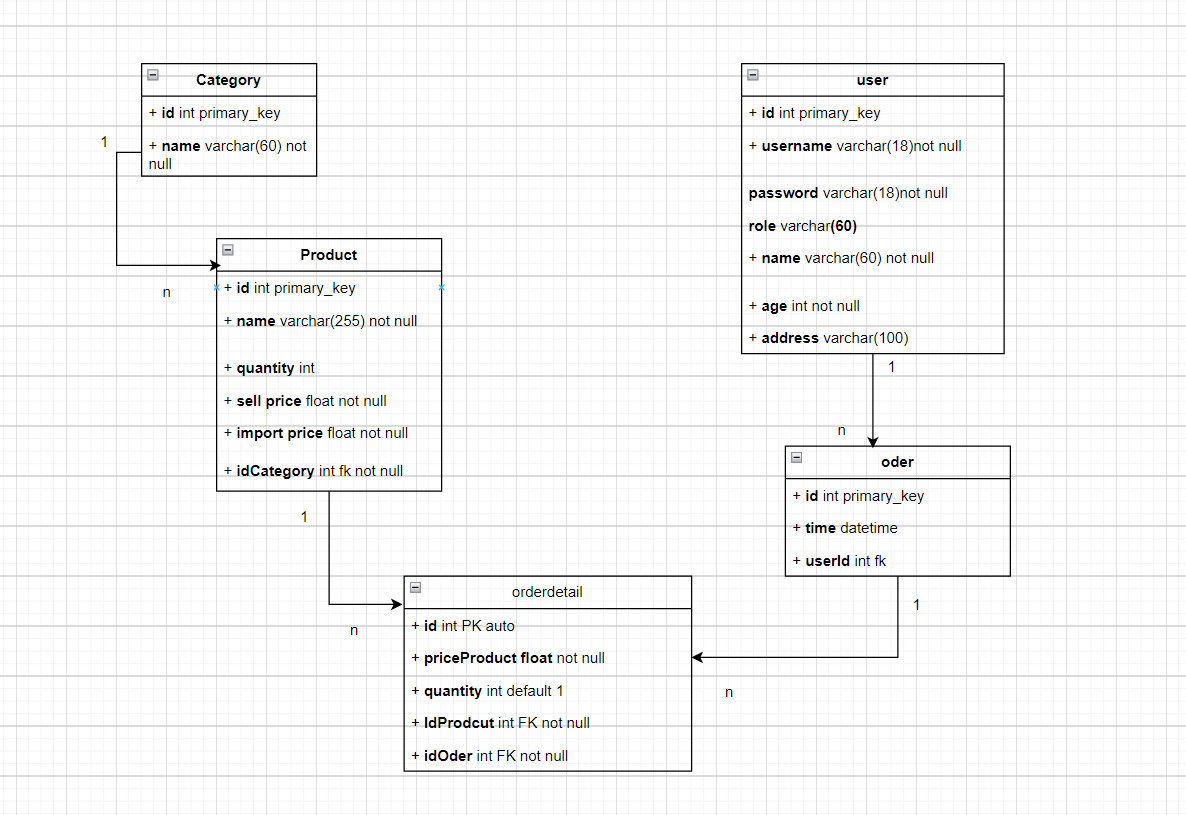 Category
+ id int primary_key
+ name varchar(60) not
null
1
n
Product
+ id int primary_key
+ name varchar(255) not null
+ quantity int
+ sell price float not null
+ import price float not null
+ idCategory int fk not null
1
n
user
+ id int primary_key
+ username varchar(18)not null
password varchar(18)not null
role varchar(60)
+ name varchar(60) not null
+ age int not null
+ address varchar(100)
1
n
oder
+ id int primary_key
+ time datetime
+ userId int fk
1
n
orderdetail
+ id int PK auto
+ priceProduct float not null
+ quantity int default 1
+ IdProdcut int FK not null
+ idOder int FK not null